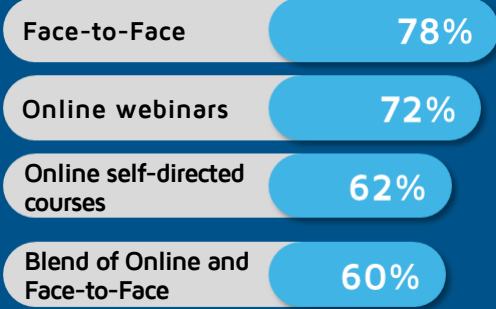 Face-to-Face 78%
Online webinars 72%
Online self-directed
courses
62%
Blend of Online and
Face-to-Face
60%